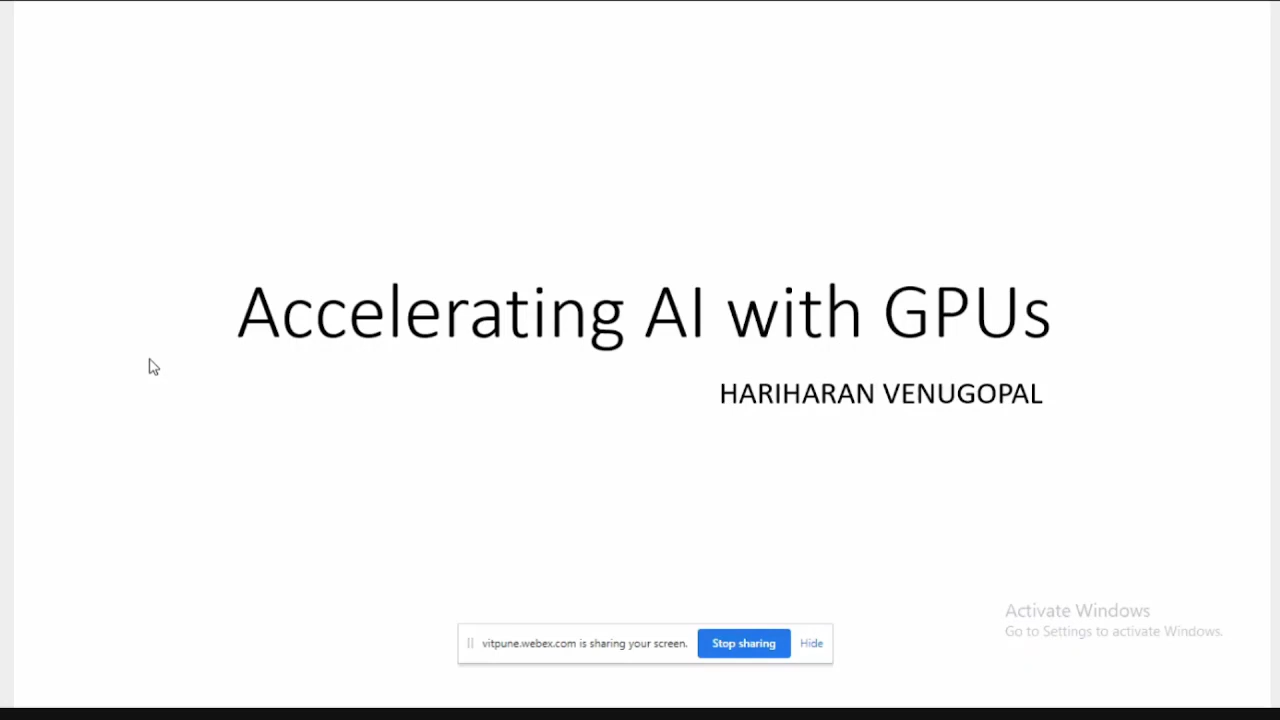 Accelerating AI with GPUs
HARIHARAN VENUGOPAL
Activate Windows
Go to Settings to activate Windows.
vitpune.webex.com is sharing your screen. Stop sharing Hide